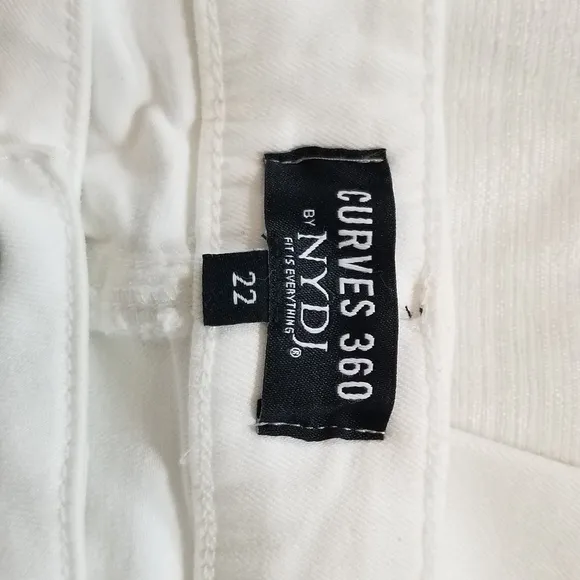 CURVES 360
BY NYDJ®
FIT IS EVERYTHING
22